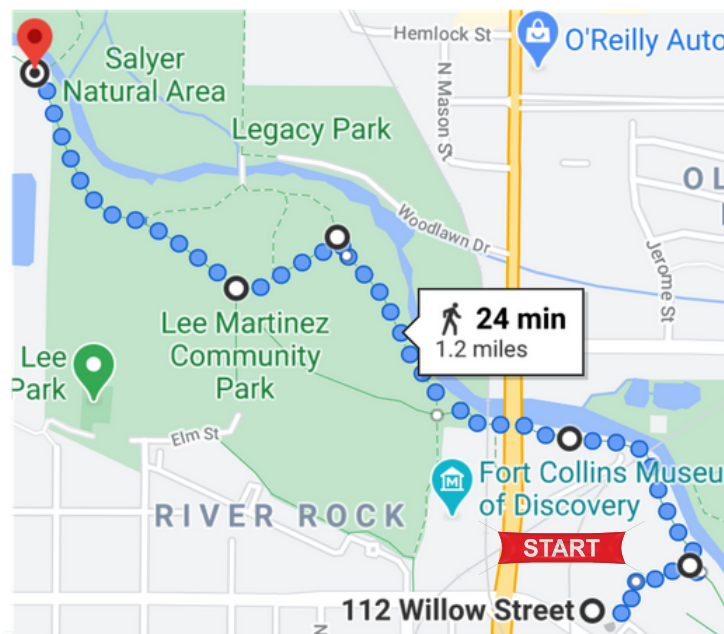 Hemlock St
O'Reilly Auto
Salyer
Natural Area
N Mason St
Legacy Park
Woodlawn Dr
Jerome St
24 min
1.2 miles
Lee Martinez
Community
Park
Lee
Park
Elm St
M
Fort Collins Museu
of Discovery
RIVER ROCK
START
112 Willow Street